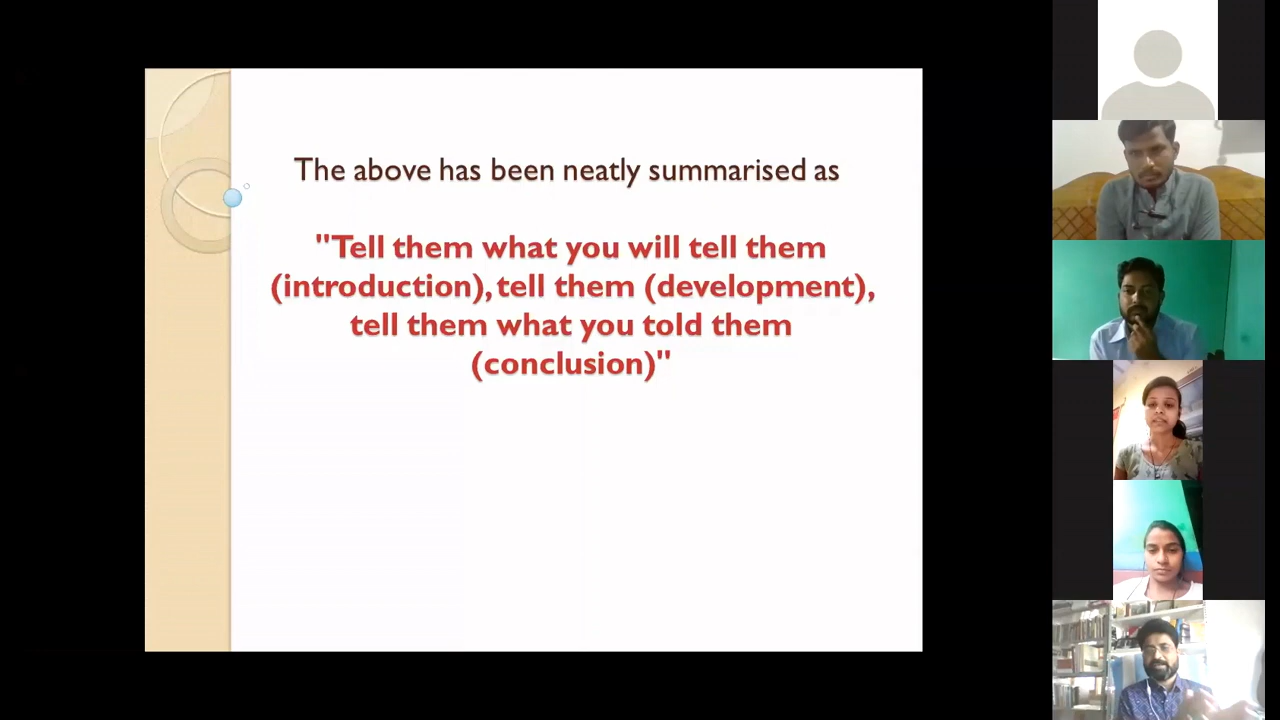 The above has been neatly summarised as
"Tell them what you will tell them
(introduction), tell them (development),
tell them what you told them
(conclusion)"